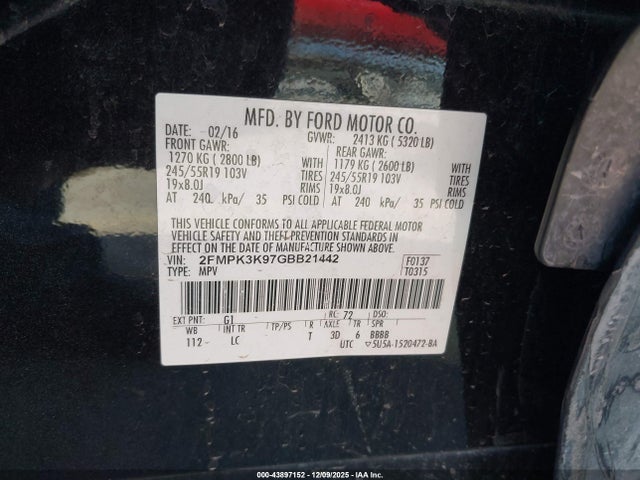 MFD. BY FORD MOTOR CO.
DATE: 02/16 GVWR: 2413 KG ( 5320 LB)
FRONT GAWR: REAR GAWR:
1270 KG ( 2800 LB) WITH 1179 KG ( 2600 LB) WITH
245/55R19 103V TIRES 245/55R19 103V TIRES
19x8.0J RIMS 19x8.0J RIMS
AT 240 kPa/ 35 PSI COLD AT 240 kPa/ 35 PSI COLD
THIS VEHICLE CONFORMS TO ALL APPLICABLE FEDERAL MOTOR
VEHICLE SAFETY AND THEFT PREVENTION STANDARDS IN
EFFECT ON THE DATE OF MANUFACTURE SHOWN ABOVE.
VIN: 2FMPK3K97GBB21442 F0137
TYPE: MPV T0315
EXT PNT: G1 RC: 72 DSO:
WB INT TR TP/PS R AXLE TR SPR
112 LC T 3D 6 BBBB
UTC ▽5U5A-1520472-BA
000-43897152 | 12/09/2025 | IAA Inc.